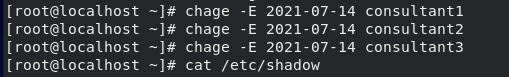 [root@localhost ~]# chage -E 2021-07-14 consultant1
[root@localhost ~]# chage -E 2021-07-14 consultant2
[root@localhost ~]# chage -E 2021-07-14 consultant3
[root@localhost ~]# cat /etc/shadow